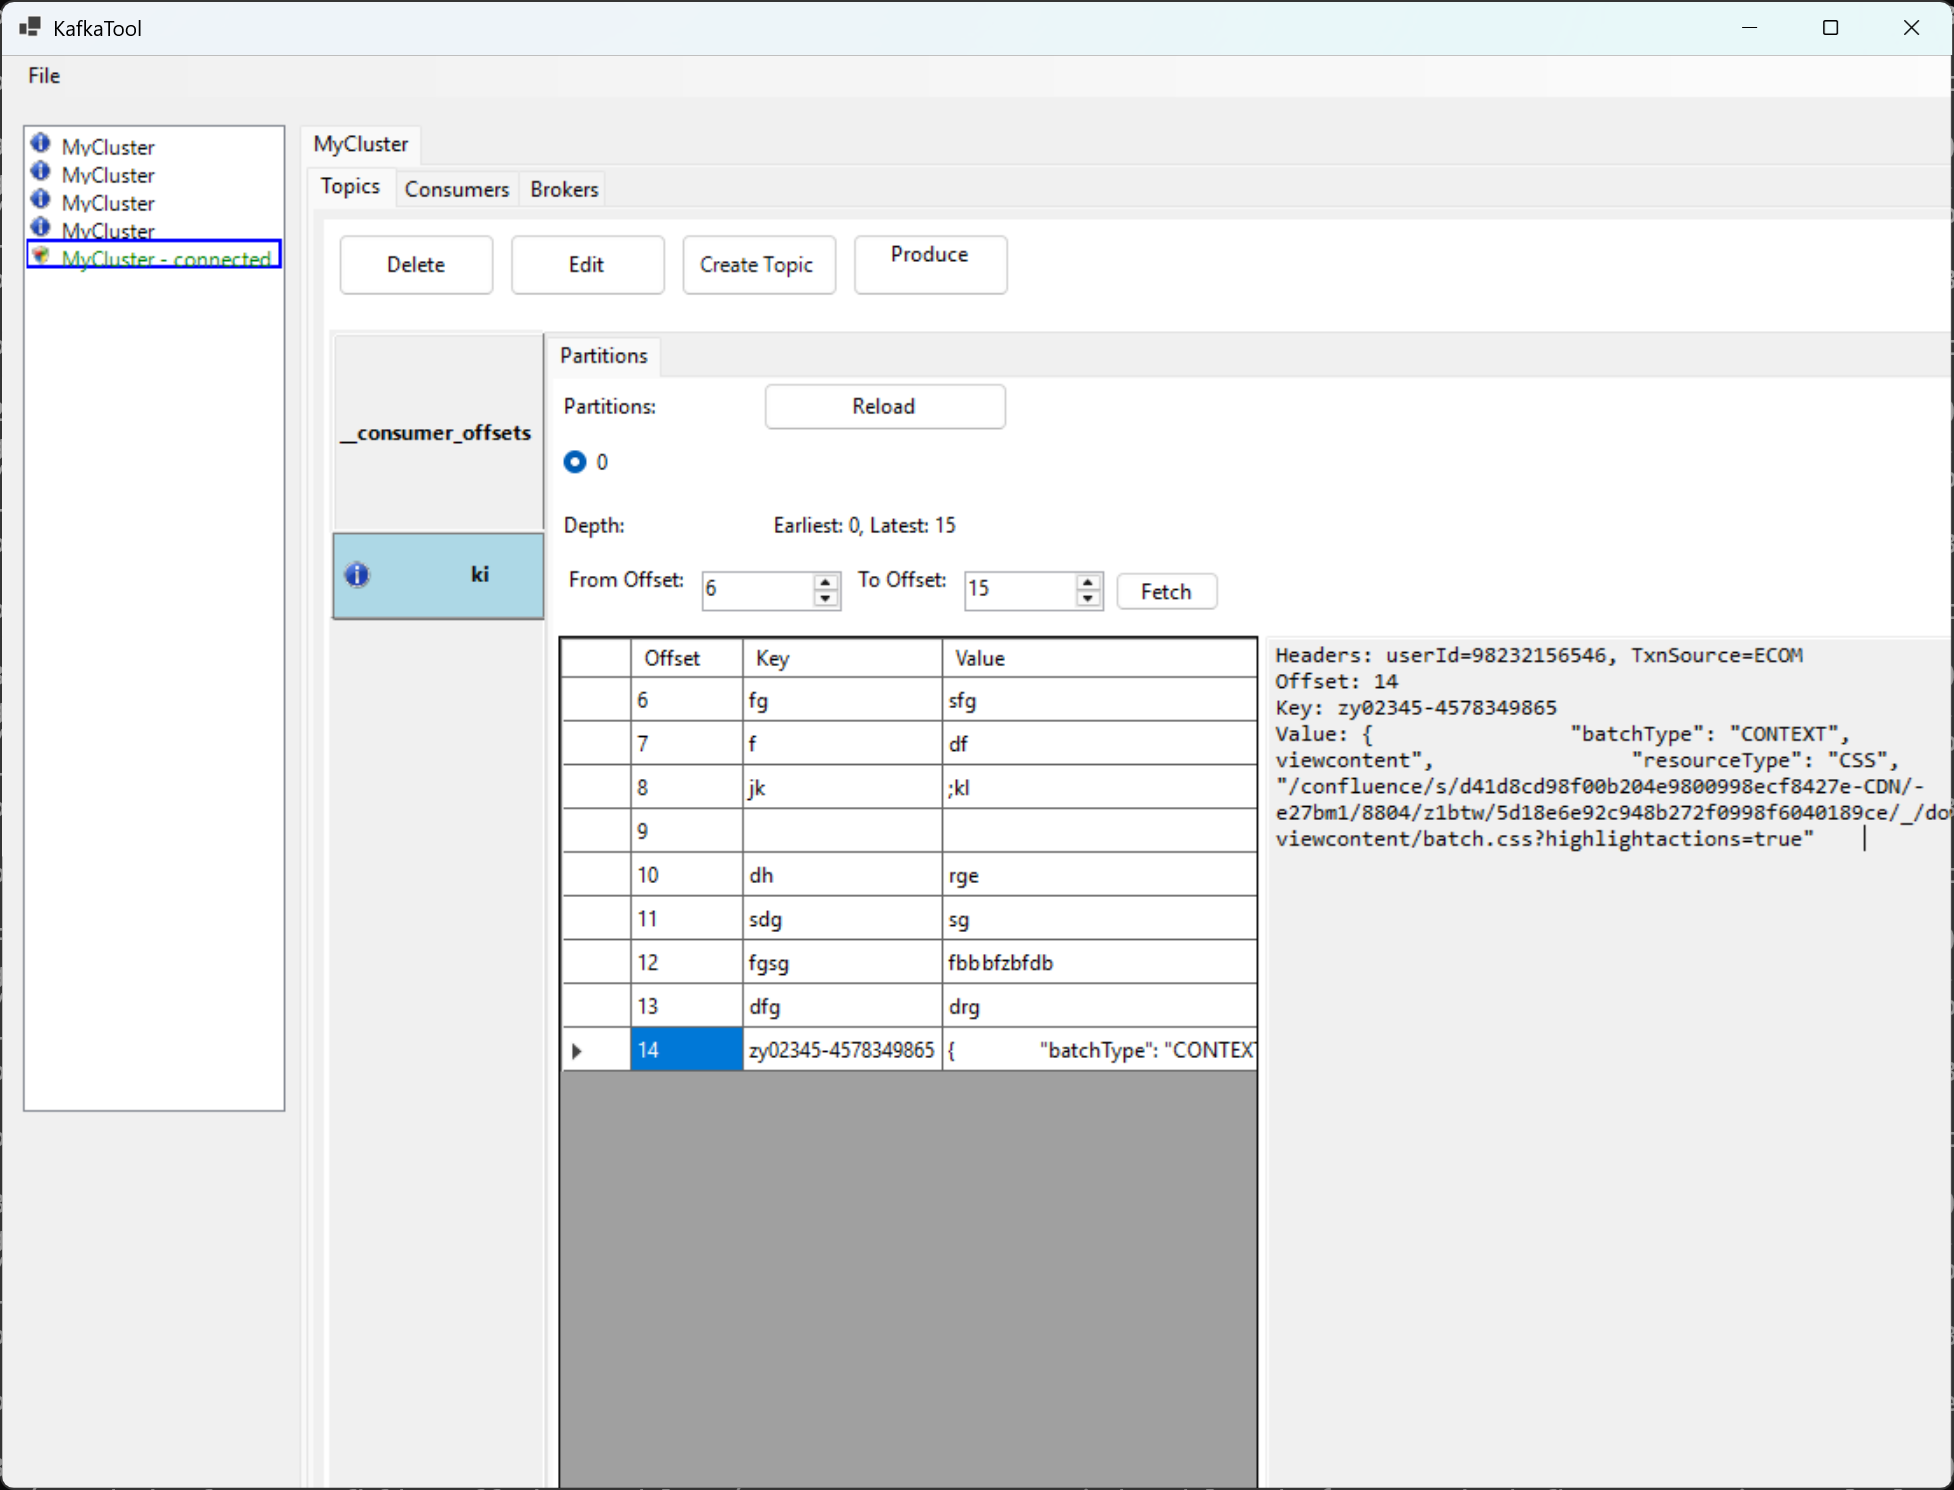 KafkaTool
File
MyCluster
MyCluster
MyCluster
MyCluster
MyCluster - connected
MyCluster
Topics Consumers Brokers
Delete Edit Create Topic Produce
__consumer_offsets
ki
Partitions
Partitions: Reload
0
Depth: Earliest: 0, Latest: 15
From Offset: 6 To Offset: 15 Fetch
Offset Key Value
6 fg sfg
7 f df
8 jk ;kl
9
10 dh rge
11 sdg sg
12 fgsg fbbbfzbfdb
13 dfg drg
14 zy02345-4578349865 { "batchType": "CONTEXT
Headers: userId=98232156546, TxnSource=ECOM
Offset: 14
Key: zy02345-4578349865
Value: { "batchType": "CONTEXT",
viewcontent", "resourceType": "CSS",
"/confluence/s/d41d8cd98f00b204e9800998ecf8427e-CDN/-
e27bm1/8804/z1btw/5d18e6e92c948b272f0998f6040189ce/_/do
viewcontent/batch.css?highlightactions=true"